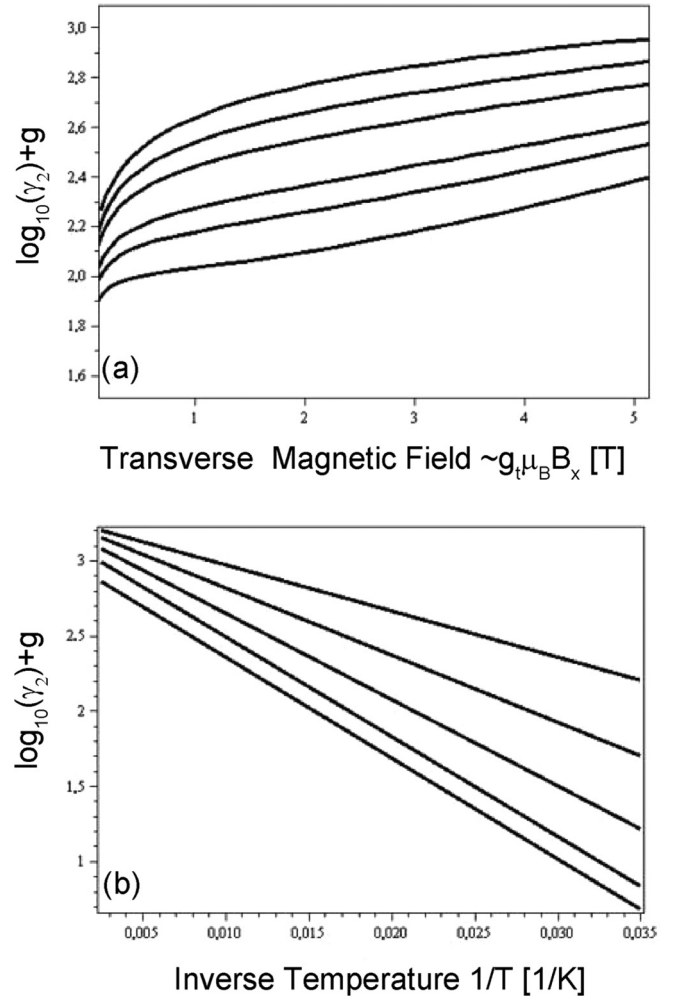 3,0
2,8
2,6
2,4
2,2
2,0
1,8
1,6
log10(γ2)+g
(a)
1 2 3 4 5
Transverse Magnetic Field ~gtμBBx [T]
3
2,5
2
1,5
1
log10(γ2)+g
(b)
0,005 0,010 0,015 0,020 0,025 0,030 0,035
Inverse Temperature 1/T [1/K]